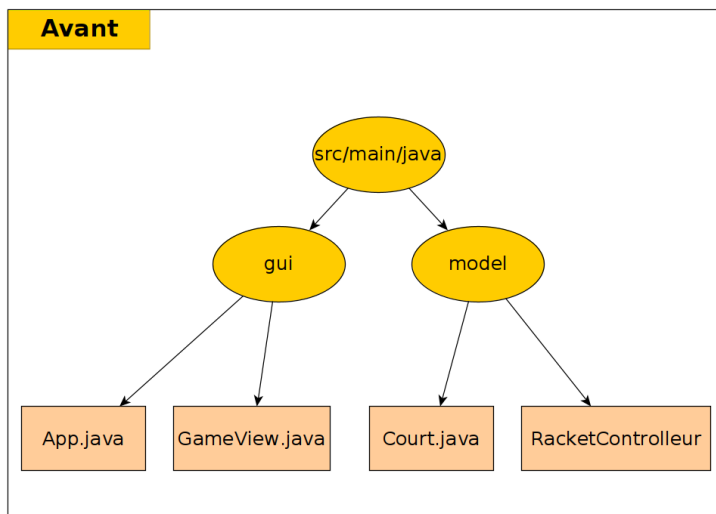 Avant
src/main/java
gui
model
App.java
GameView.java
Court.java
RacketControlleur